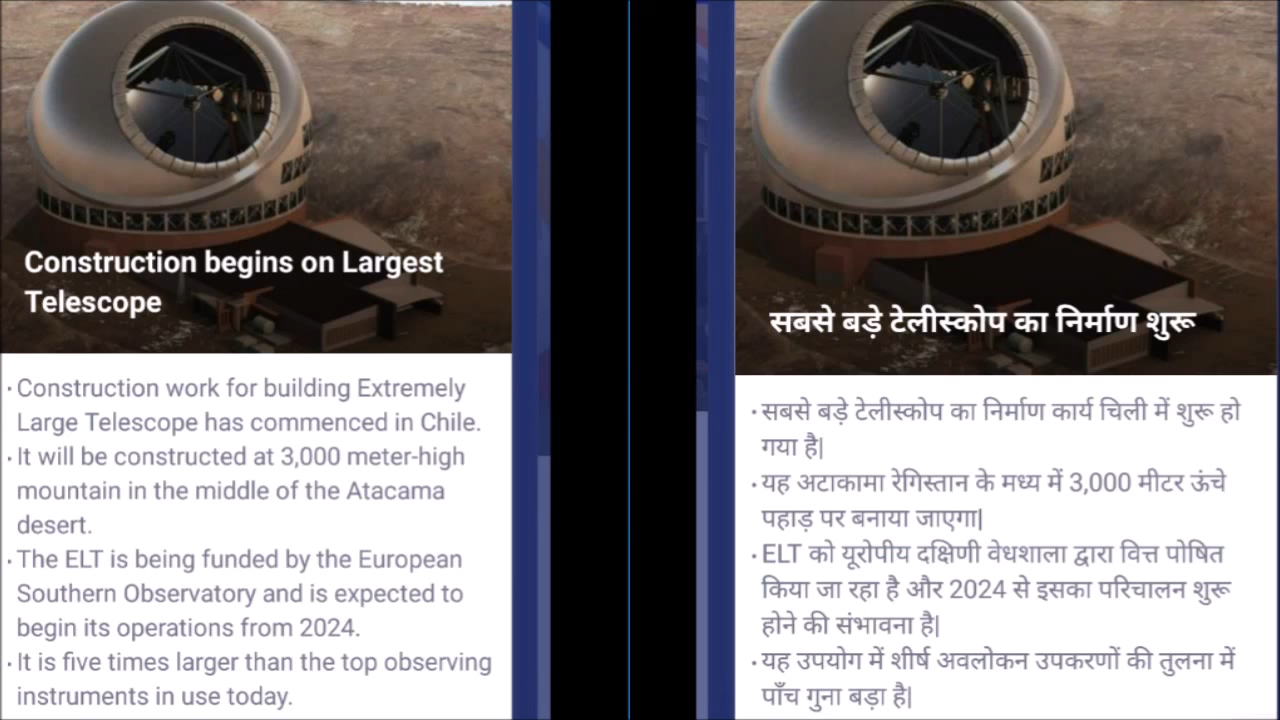 Construction begins on Largest
Telescope
· Construction work for building Extremely
Large Telescope has commenced in Chile.
· It will be constructed at 3,000 meter-high
mountain in the middle of the Atacama
desert.
· The ELT is being funded by the European
Southern Observatory and is expected to
begin its operations from 2024.
· It is five times larger than the top observing
instruments in use today.
सबसे बड़े टेलीस्कोप का निर्माण शुरू
· सबसे बड़े टेलीस्कोप का निर्माण कार्य चिली में शुरू हो
गया है|
· यह अटाकामा रेगिस्तान के मध्य में 3,000 मीटर ऊंचे
पहाड़ पर बनाया जाएगा|
· ELT को यूरोपीय दक्षिणी वेधशाला द्वारा वित्त पोषित
किया जा रहा है और 2024 से इसका परिचालन शुरू
होने की संभावना है|
· यह उपयोग में शीर्ष अवलोकन उपकरणों की तुलना में
पाँच गुना बड़ा है|